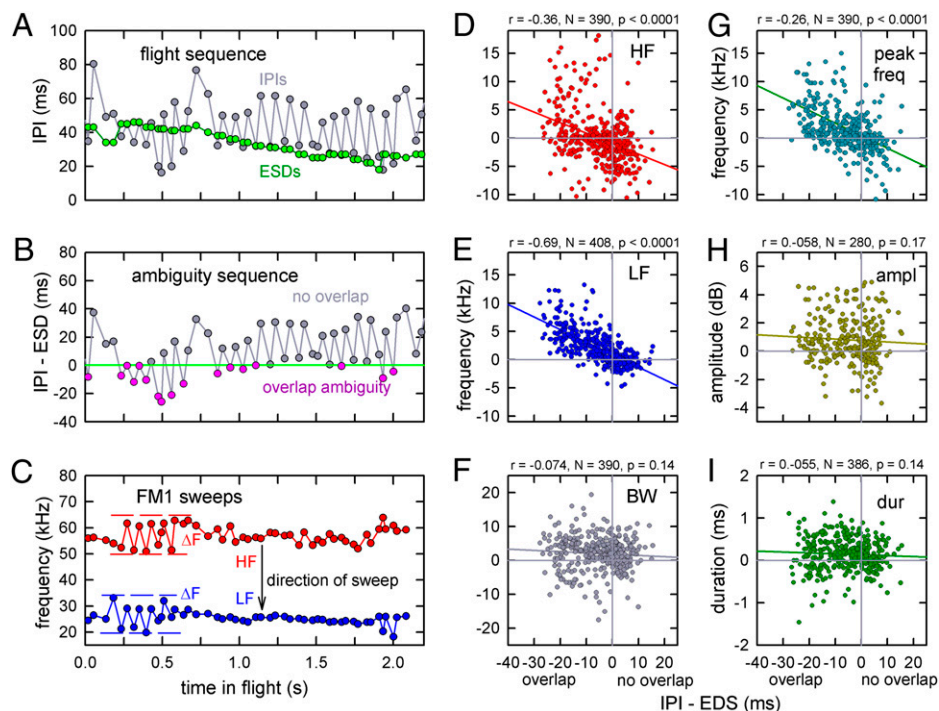 A
flight sequence
IPIs
ESDs
IPI (ms)
100
80
60
40
20
0
B
ambiguity sequence
no overlap
overlap ambiguity
IPI - ESD (ms)
80
60
40
20
0
-20
-40
C
FM1 sweeps
ΔF
HF
direction of sweep
ΔF
LF
frequency (kHz)
80
70
60
50
40
30
20
0.0 0.5 1.0 1.5 2.0
time in flight (s)
D
r = -0.36, N = 390, p < 0.0001
HF
frequency (kHz)
15
10
5
0
-5
-10
E
r = -0.69, N = 408, p < 0.0001
LF
frequency (kHz)
15
10
5
0
-5
-10
F
r = -0.074, N = 390, p = 0.14
BW
20
10
0
-10
-20
-40 -30 -20 -10 0 10 20
overlap no overlap
G
r = -0.26, N = 390, p < 0.0001
peak
freq
frequency (kHz)
15
10
5
0
-5
-10
H
r = 0.-058, N = 280, p = 0.17
ampl
amplitude (dB)
6
4
2
0
-2
-4
I
r = 0.-055, N = 386, p = 0.14
dur
duration (ms)
2
1
0
-1
-2
-30 -20 -10 0 10 20
overlap no overlap
IPI - EDS (ms)